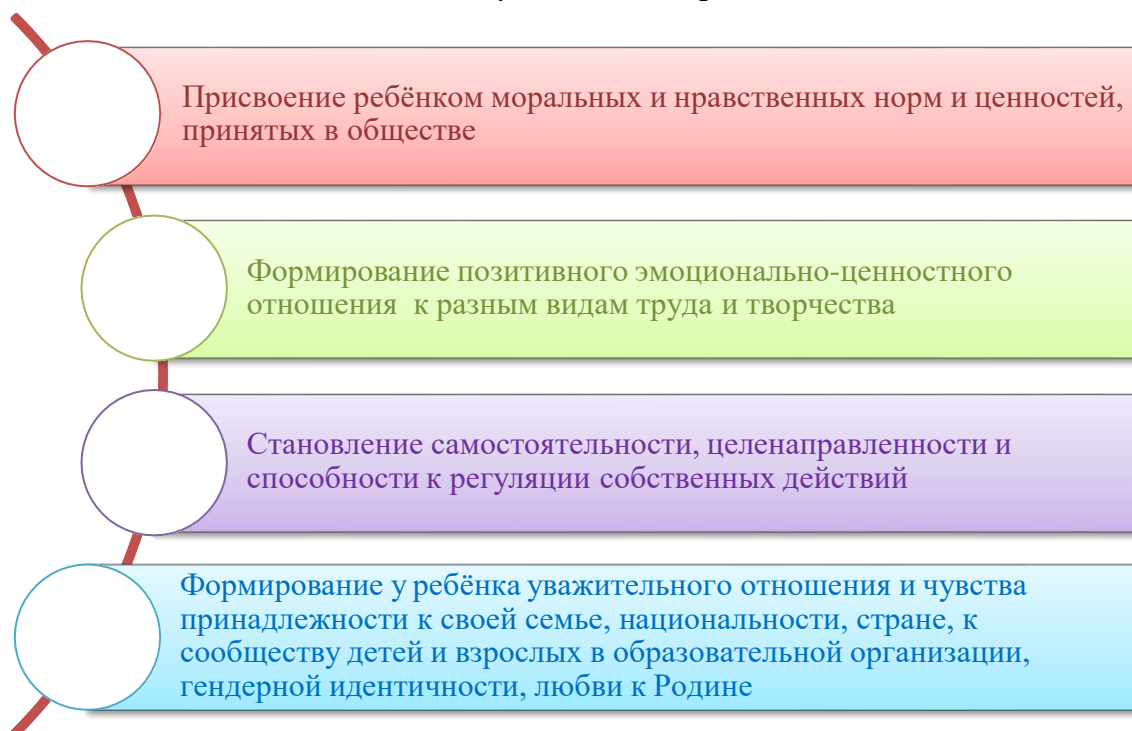 Присвоение ребёнком моральных и нравственных норм и ценностей,
принятых в обществе
Формирование позитивного эмоционально-ценностного
отношения к разным видам труда и творчества
Становление самостоятельности, целенаправленности и
способности к регуляции собственных действий
Формирование у ребёнка уважительного отношения и чувства
принадлежности к своей семье, национальности, стране, к
сообществу детей и взрослых в образовательной организации,
гендерной идентичности, любви к Родине